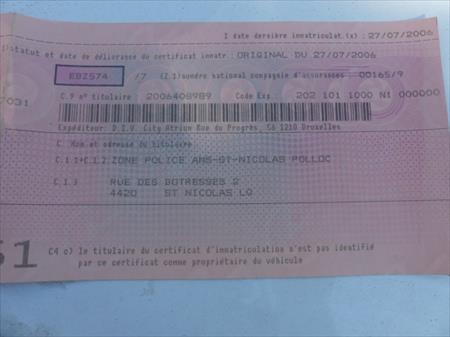 I date dernière immatricul.(x) :27/07/2006
statut et date de délivrance du certificat immatr :ORIGINAL DU 27/07/2006
EBZ574 /7 (Z.1)numéro national compagnie d'assurances : 00165/9
7031 C.9 n° titulaire : 2006408989 Code Exp.: 202 101 1000 N1 000000
Expéditeur: D.I.V. City Atrium Rue du Progrès, 56 1210 Bruxelles
C Nom et adresse du titulaire
C.1 1+C.1 2:ZONE POLICE ANS-ST-NICOLAS POLLOC
C.1 3 RUE DES BOTRESSES 2
4420 ST NICOLAS LG
51 C4 c) le titulaire du certificat d'immatriculation n'est pas identifié
par ce certificat comme propriétaire du véhicule